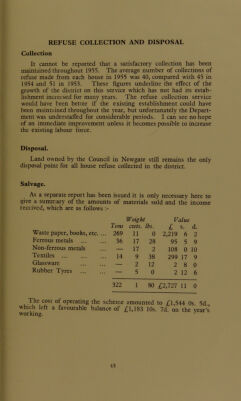 REFUSE COLLECTION AND DISPOSAL
Collection
It cannot be reported that a satisfactory collection has been
maintained throughout 1955. The average number of collections of
refuse made from each house in 1955 was 40, compared with 45 in
1954 and 51 in 1953. These figures underline the effect of the
growth of the district on this service which has not had its estab-
lishment increased for many years. The refuse collection service
would have been better if the existing establishment could have
been maintained throughout the year, but unfortunately the Depart-
ment was understaffed for considerable periods. I can see no hope
of an immediate improvement unless it becomes possible to increase
the existing labour force.
Disposal.
Land owned by the Council in Newgate still remains the only
disposal point for all house refuse collected in the district.
Salvage.
As a separate report has been issued it is only necessary here to
give a summary of the amounts of materials sold and the income
received, which are as follows :-
Weight Value
Tons cwts. lbs. £ s. d.
Waste paper, books, etc. ... 269 11 0 2,219 6 2
Ferrous metals ... ... 36 17 28 95 5 9
Non-ferrous metals ... — 17 2 108 0 10
Textiles ... ... ... 14 9 38 299 17 9
Glassware ... ... — 2 12 2 8 0
Rubber Tyres ... ... — 5 0 2 12 6
322 1 80 £2,727 11 0
The cost of operating the scheme amounted to £1,544 0s. 5d.,
which left a favourable balance of £1,183 10s. 7d. on the year's
working.